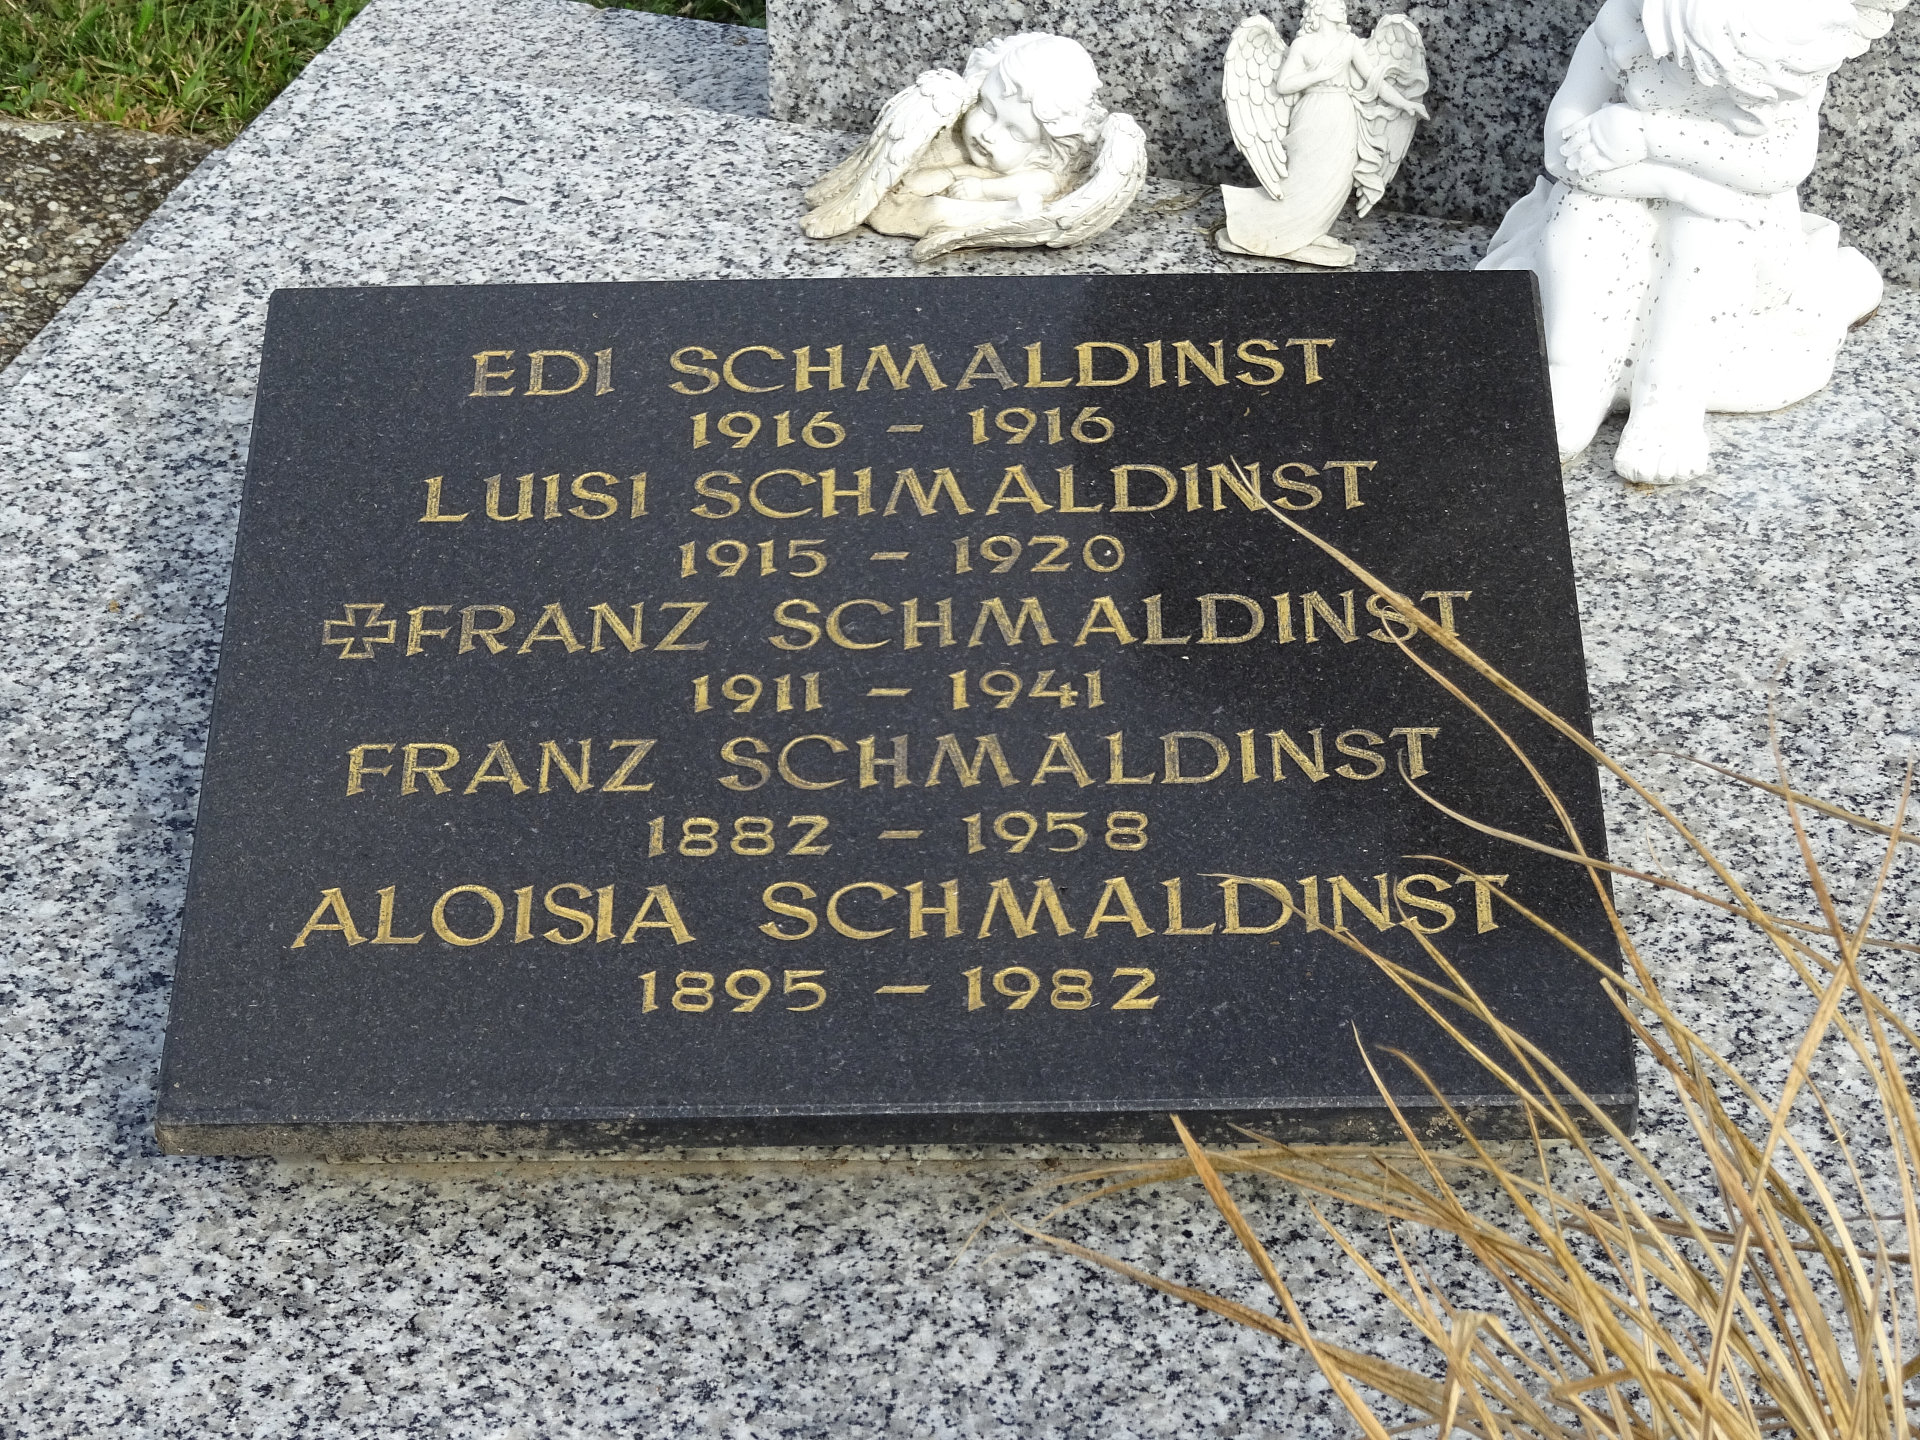 EDI SCHMALDINST
1916 – 1916
LUISI SCHMALDINST
1915 – 1920
✠FRANZ SCHMALDINST
1911 – 1941
FRANZ SCHMALDINST
1882 – 1958
ALOISIA SCHMALDINST
1895 – 1982